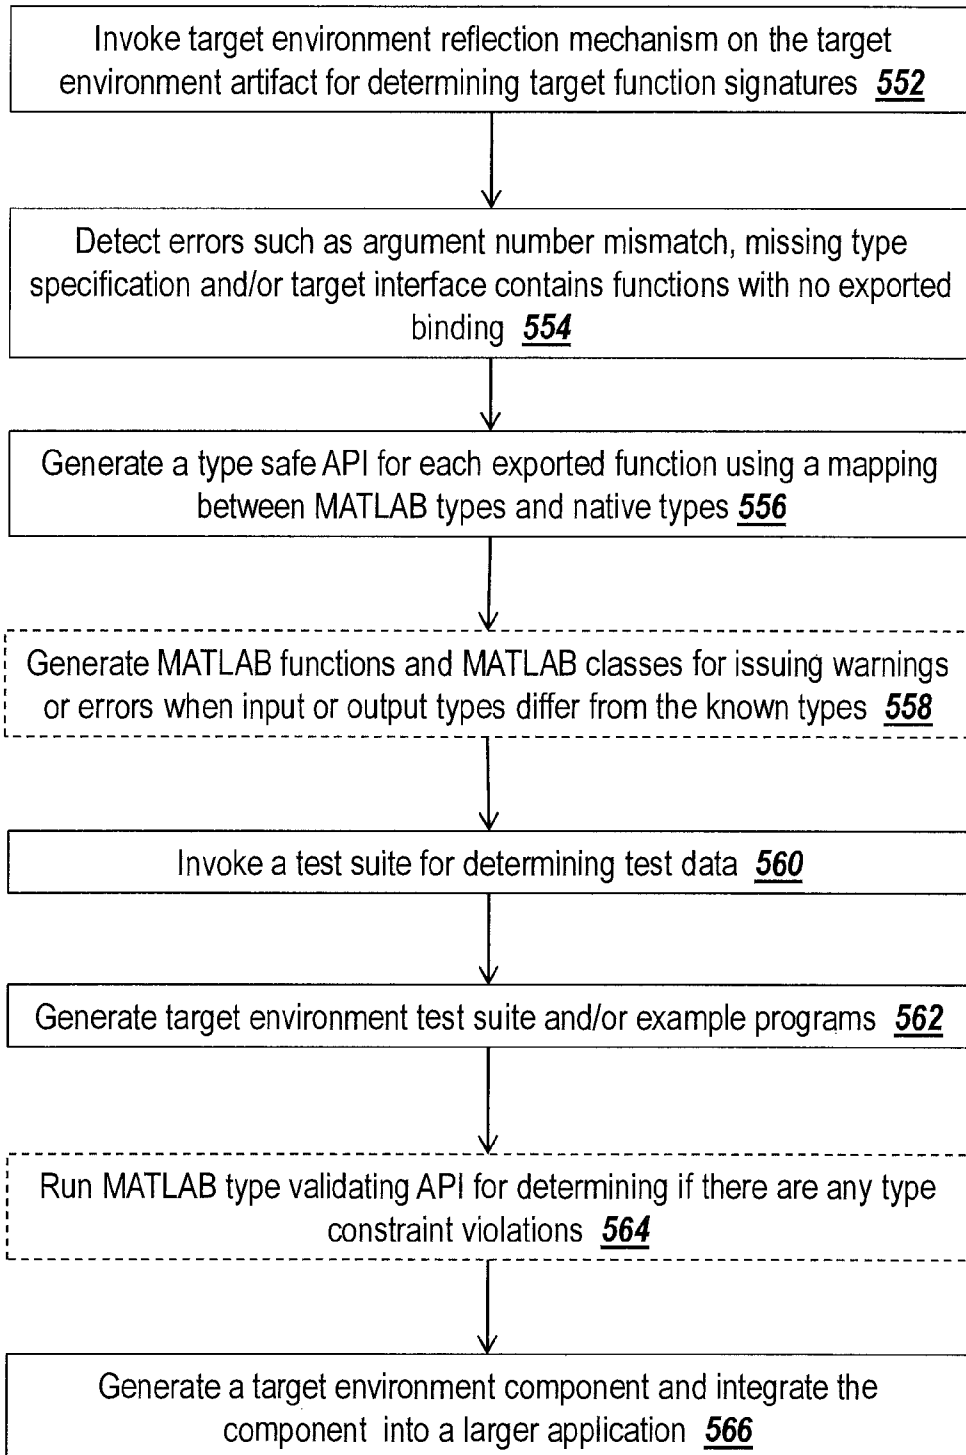 Invoke target environment reflection mechanism on the target
environment artifact for determining target function signatures 552
Detect errors such as argument number mismatch, missing type
specification and/or target interface contains functions with no exported
binding 554
Generate a type safe API for each exported function using a mapping
between MATLAB types and native types 556
Generate MATLAB functions and MATLAB classes for issuing warnings
or errors when input or output types differ from the known types 558
Invoke a test suite for determining test data 560
Generate target environment test suite and/or example programs 562
Run MATLAB type validating API for determining if there are any type
constraint violations 564
Generate a target environment component and integrate the
component into a larger application 566